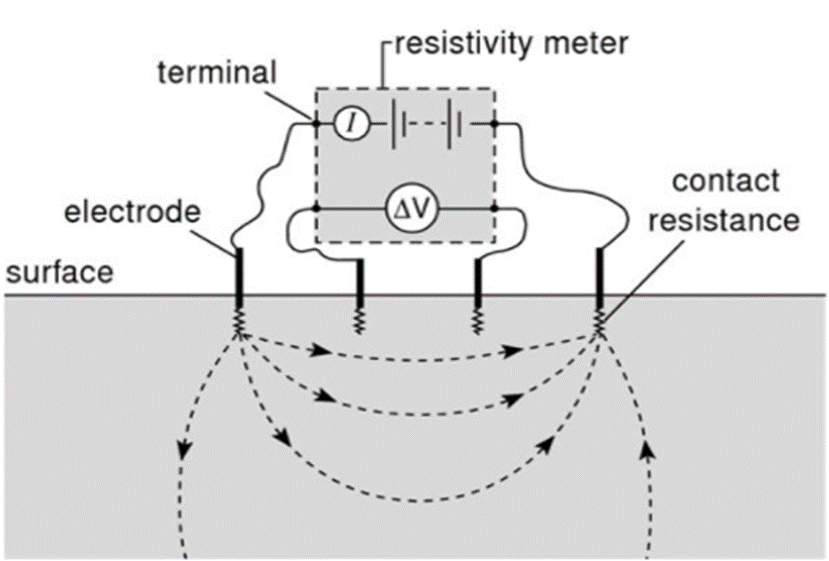 resistivity meter
terminal
I
ΔV
contact
resistance
electrode
surface